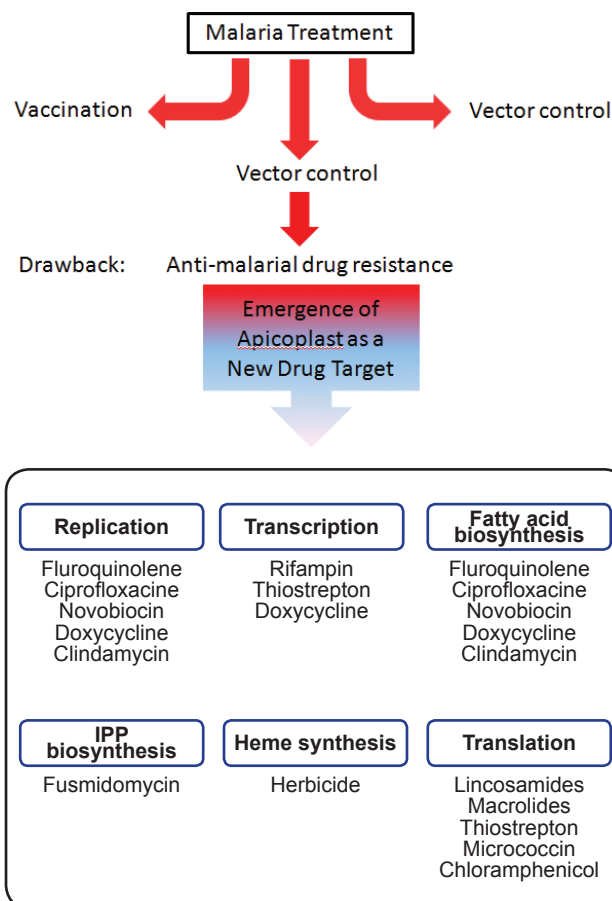 Malaria Treatment
Vaccination
Vector control
Vector control
Drawback: Anti-malarial drug resistance
Emergence of
Apicoplast as a
New Drug Target
Replication
Fluroquinolene
Ciprofloxacine
Novobiocin
Doxycycline
Clindamycin
Transcription
Rifampin
Thiostrepton
Doxycycline
Fatty acid
biosynthesis
Fluroquinolene
Ciprofloxacine
Novobiocin
Doxycycline
Clindamycin
IPP
biosynthesis
Fusmidomycin
Heme synthesis
Herbicide
Translation
Lincosamides
Macrolides
Thiostrepton
Micrococcin
Chloramphenicol